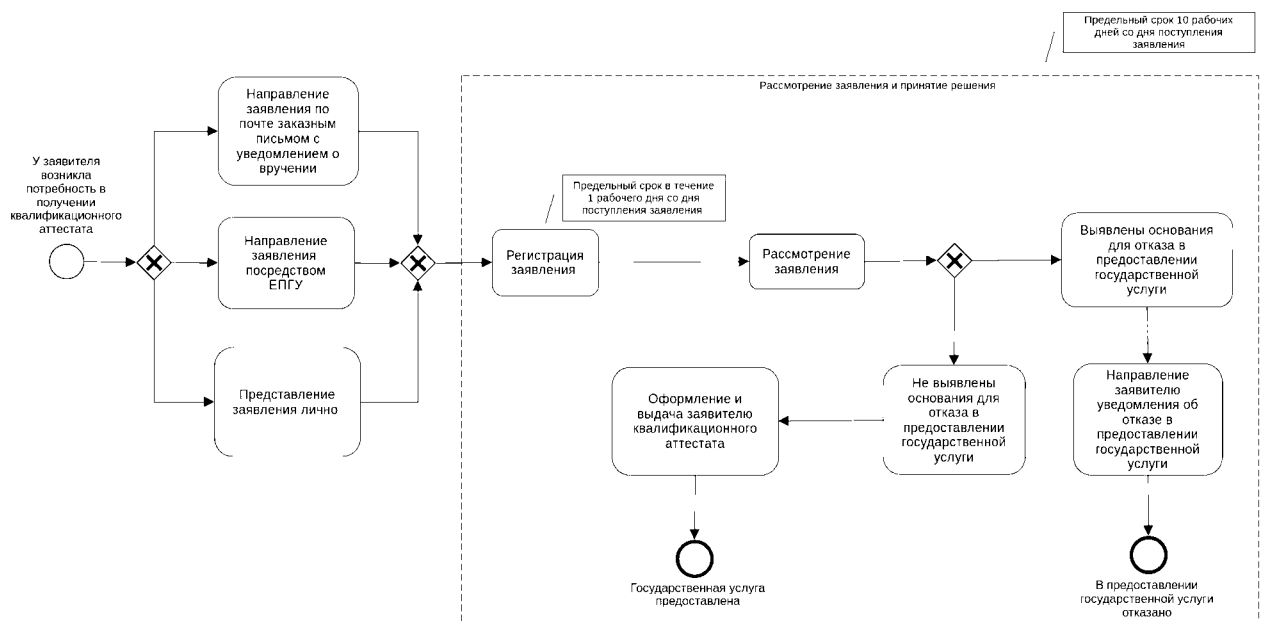 Предельный срок 10 рабочих
дней со дня поступления
заявления
Рассмотрение заявления и принятие решения
Направление
заявления по
почте заказным
письмом с
уведомлением о
вручении
У заявителя
возникла
потребность в
получении
квалификационного
аттестата
Предельный срок в течение
1 рабочего дня со дня
поступления заявления
Направление
заявления
посредством
ЕПГУ
Регистрация
заявления
Рассмотрение
заявления
Выявлены основания
для отказа в
предоставлении
государственной
услуги
Представление
заявления лично
Оформление и
выдача заявителю
квалификационного
аттестата
Не выявлены
основания для
отказа в
предоставлении
государственной
услуги
Направление
заявителю
уведомления об
отказе в
предоставлении
государственной
услуги
Государственная услуга
предоставлена
В предоставлении
государственной услуги
отказано